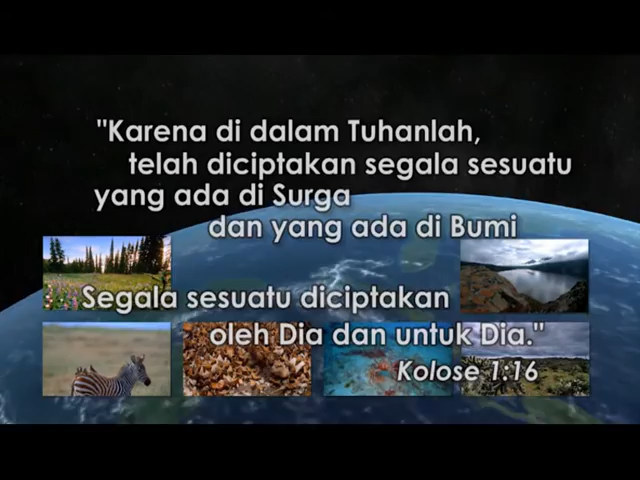 "Karena di dalam Tuhanlah,
telah diciptakan segala sesuatu
yang ada di Surga
dan yang ada di Bumi
Segala sesuatu diciptakan
oleh Dia dan untuk Dia."
Kolose 1:16